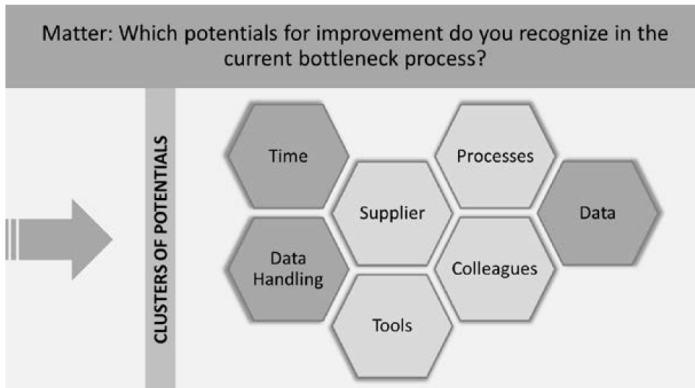 Matter: Which potentials for improvement do you recognize in the
current bottleneck process?
CLUSTERS OF POTENTIALS
Time
Processes
Supplier
Data
Data
Handling
Colleagues
Tools